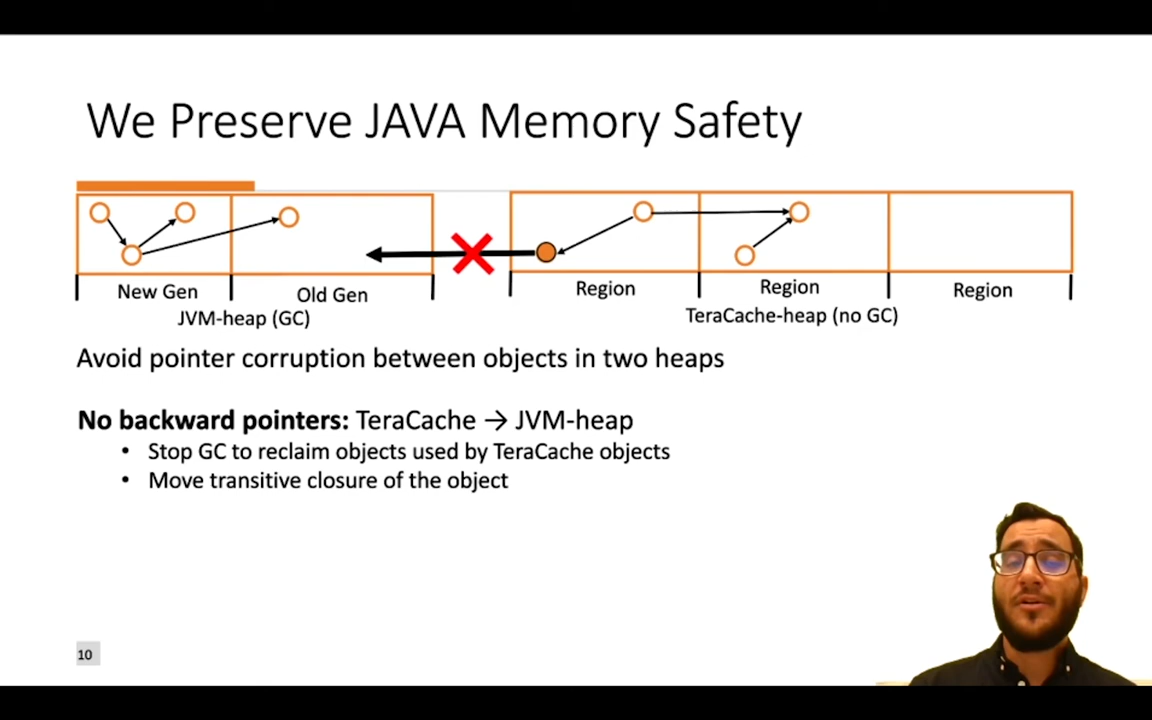 We Preserve JAVA Memory Safety
New Gen
Old Gen
JVM-heap (GC)
Region
Region
Region
TeraCache-heap (no GC)
Avoid pointer corruption between objects in two heaps
No backward pointers: TeraCache → JVM-heap
• Stop GC to reclaim objects used by TeraCache objects
• Move transitive closure of the object
10